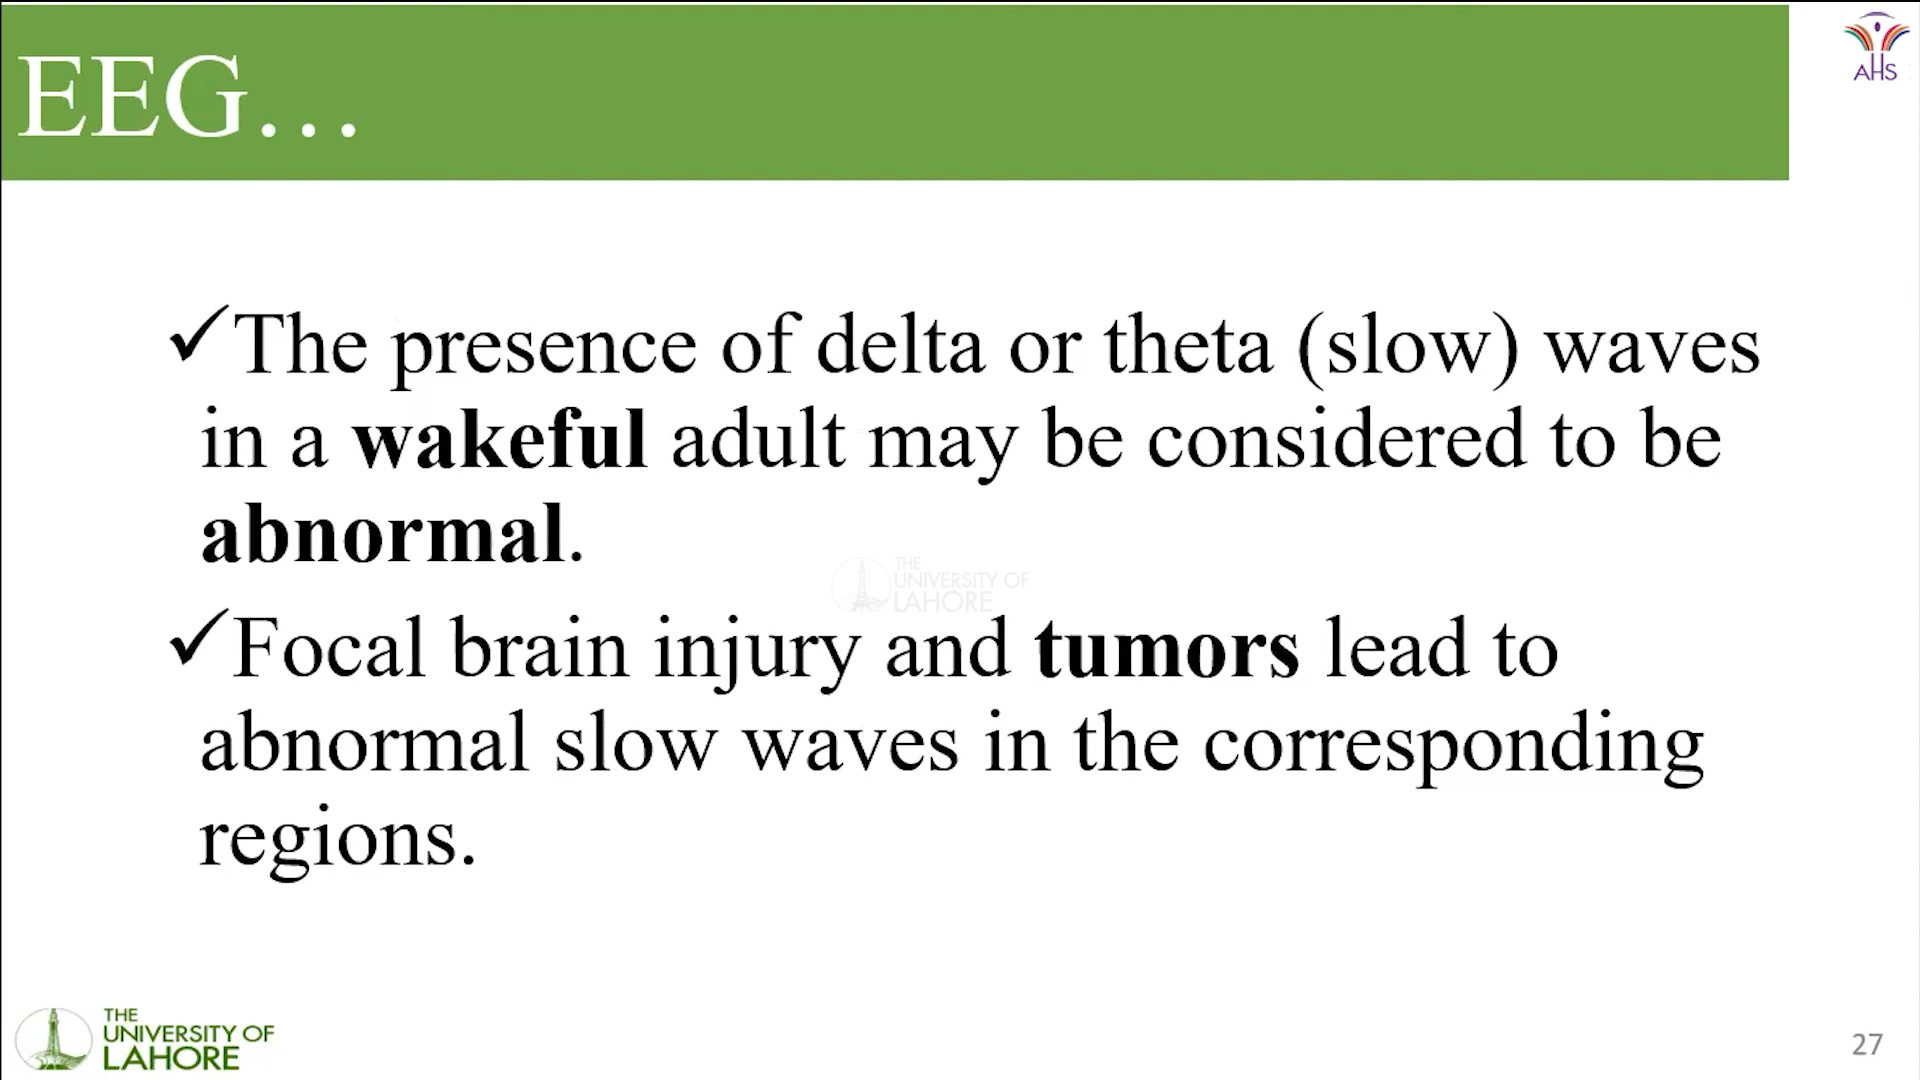 EEG…
AHS
✓The presence of delta or theta (slow) waves
in a wakeful adult may be considered to be
abnormal.
THE
UNIVERSITY OF
LAHORE
✓Focal brain injury and tumors lead to
abnormal slow waves in the corresponding
regions.
THE
UNIVERSITY OF
LAHORE
27